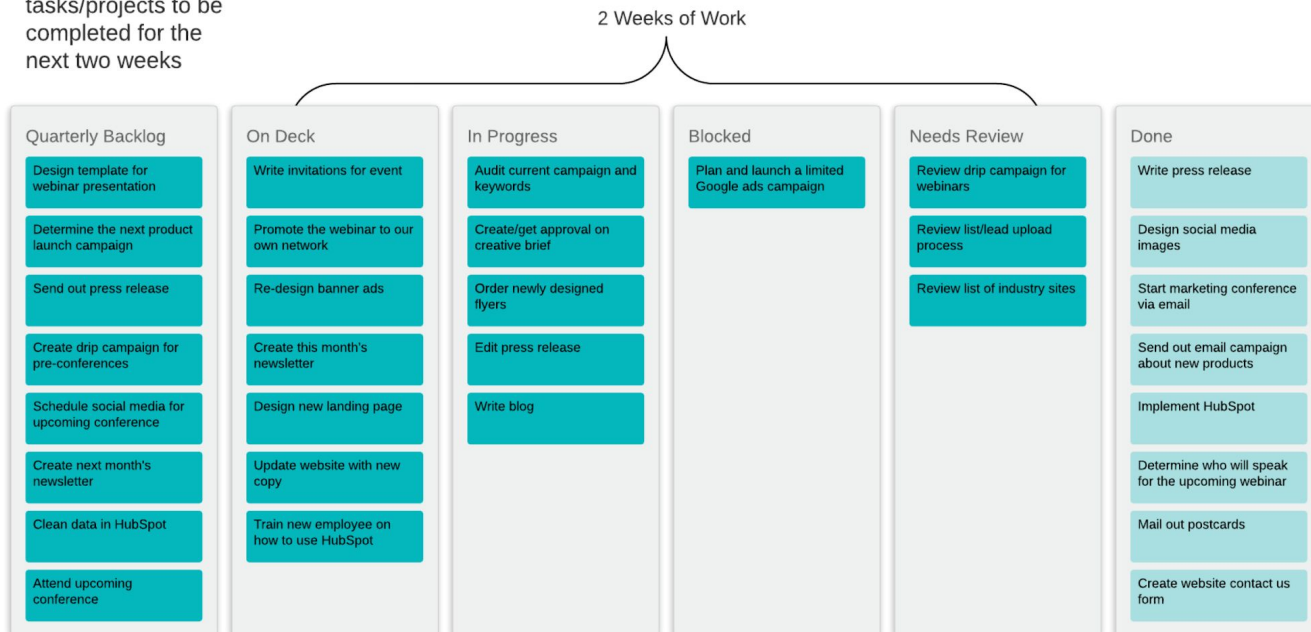 tasks/projects to be
completed for the
next two weeks
2 Weeks of Work
Quarterly Backlog
Design template for
webinar presentation
Determine the next product
launch campaign
Send out press release
Create drip campaign for
pre-conferences
Schedule social media for
upcoming conference
Create next month's
newsletter
Clean data in HubSpot
Attend upcoming
conference
On Deck
Write invitations for event
Promote the webinar to our
own network
Re-design banner ads
Create this month's
newsletter
Design new landing page
Update website with new
copy
Train new employee on
how to use HubSpot
In Progress
Audit current campaign and
keywords
Create/get approval on
creative brief
Order newly designed
flyers
Edit press release
Write blog
Blocked
Plan and launch a limited
Google ads campaign
Needs Review
Review drip campaign for
webinars
Review list/lead upload
process
Review list of industry sites
Done
Write press release
Design social media
images
Start marketing conference
via email
Send out email campaign
about new products
Implement HubSpot
Determine who will speak
for the upcoming webinar
Mail out postcards
Create website contact us
form